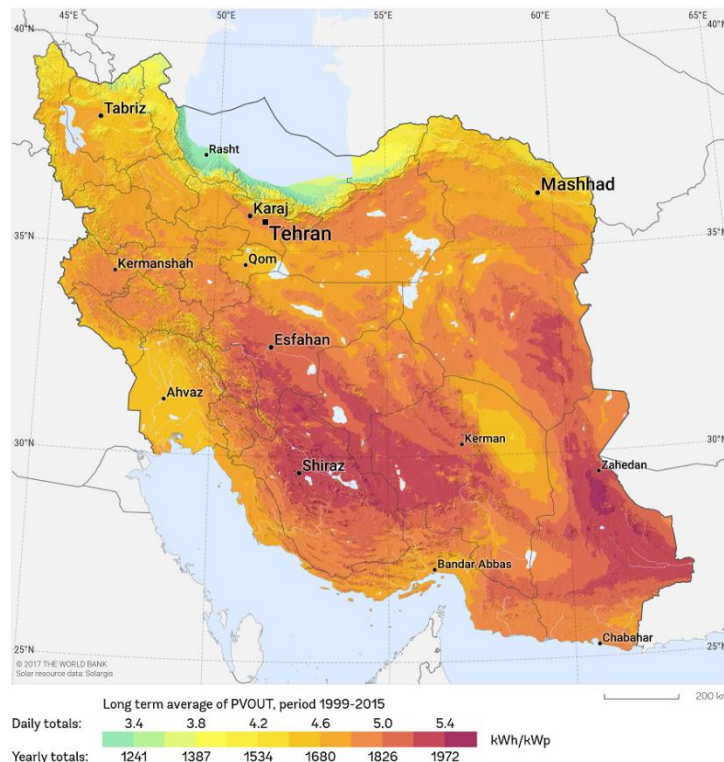 50°E 55°E 60°E 65°E
40°N 40°N
45°E
Tabriz
Rasht
Mashhad
Karaj
Tehran
35°N 35°N
Kermanshah Qom
Esfahan
Ahvaz
30°N Kerman 30°N
Shiraz Zahedan
Bandar Abbas
25°N Chabahar 25°N
© 2017 THE WORLD BANK
Solar resource data: Solargis
200 km
Long term average of PVOUT, period 1999-2015
Daily totals: 3.4 3.8 4.2 4.6 5.0 5.4
kWh/kWp
Yearly totals: 1241 1387 1534 1680 1826 1972